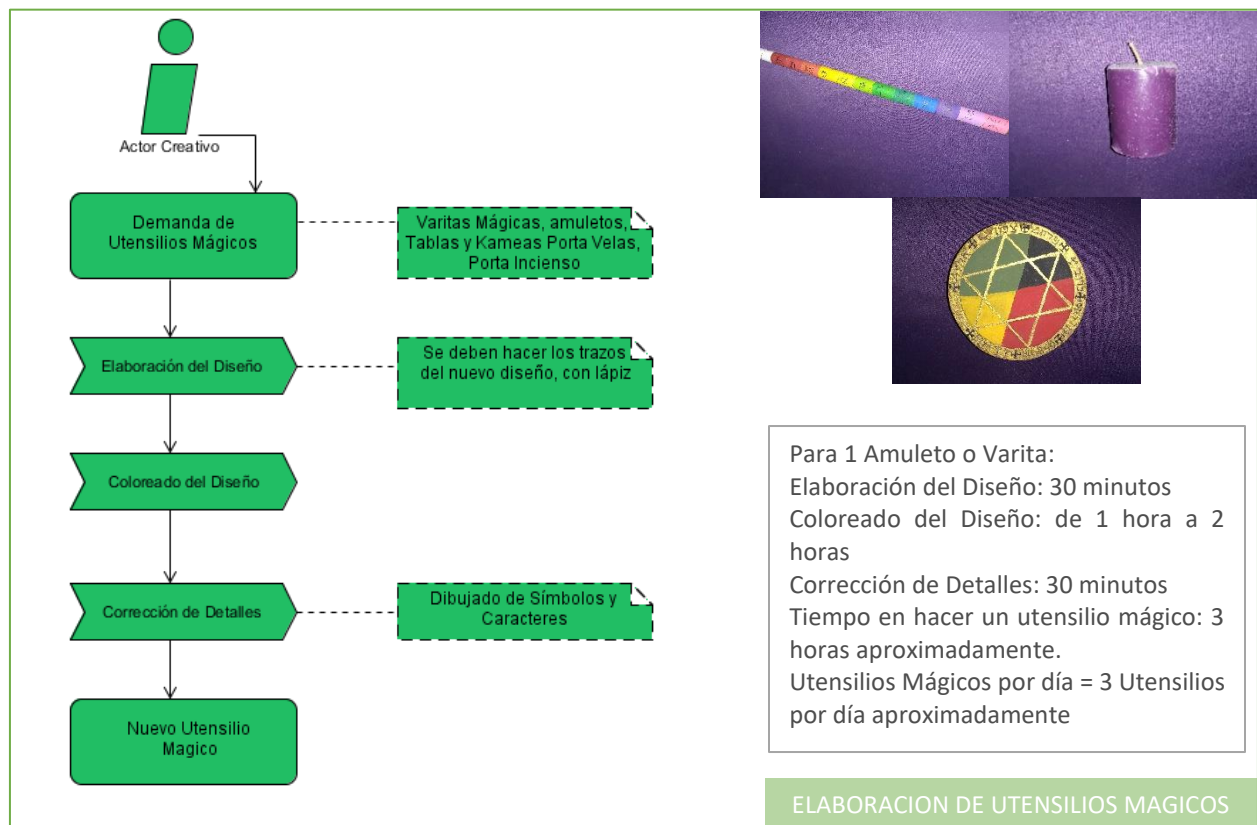 Actor Creativo
Demanda de
Utensilios Mágicos
Varitas Mágicas, amuletos,
Tablas y Kameas Porta Velas,
Porta Incienso
Elaboración del Diseño
Se deben hacer los trazos
del nuevo diseño, con lápiz
Coloreado del Diseño
Corrección de Detalles
Dibujado de Símbolos y
Caracteres
Nuevo Utensilio
Magico
Para 1 Amuleto o Varita:
Elaboración del Diseño: 30 minutos
Coloreado del Diseño: de 1 hora a 2
horas
Corrección de Detalles: 30 minutos
Tiempo en hacer un utensilio mágico: 3
horas aproximadamente.
Utensilios Mágicos por día = 3 Utensilios
por día aproximadamente
ELABORACION DE UTENSILIOS MAGICOS